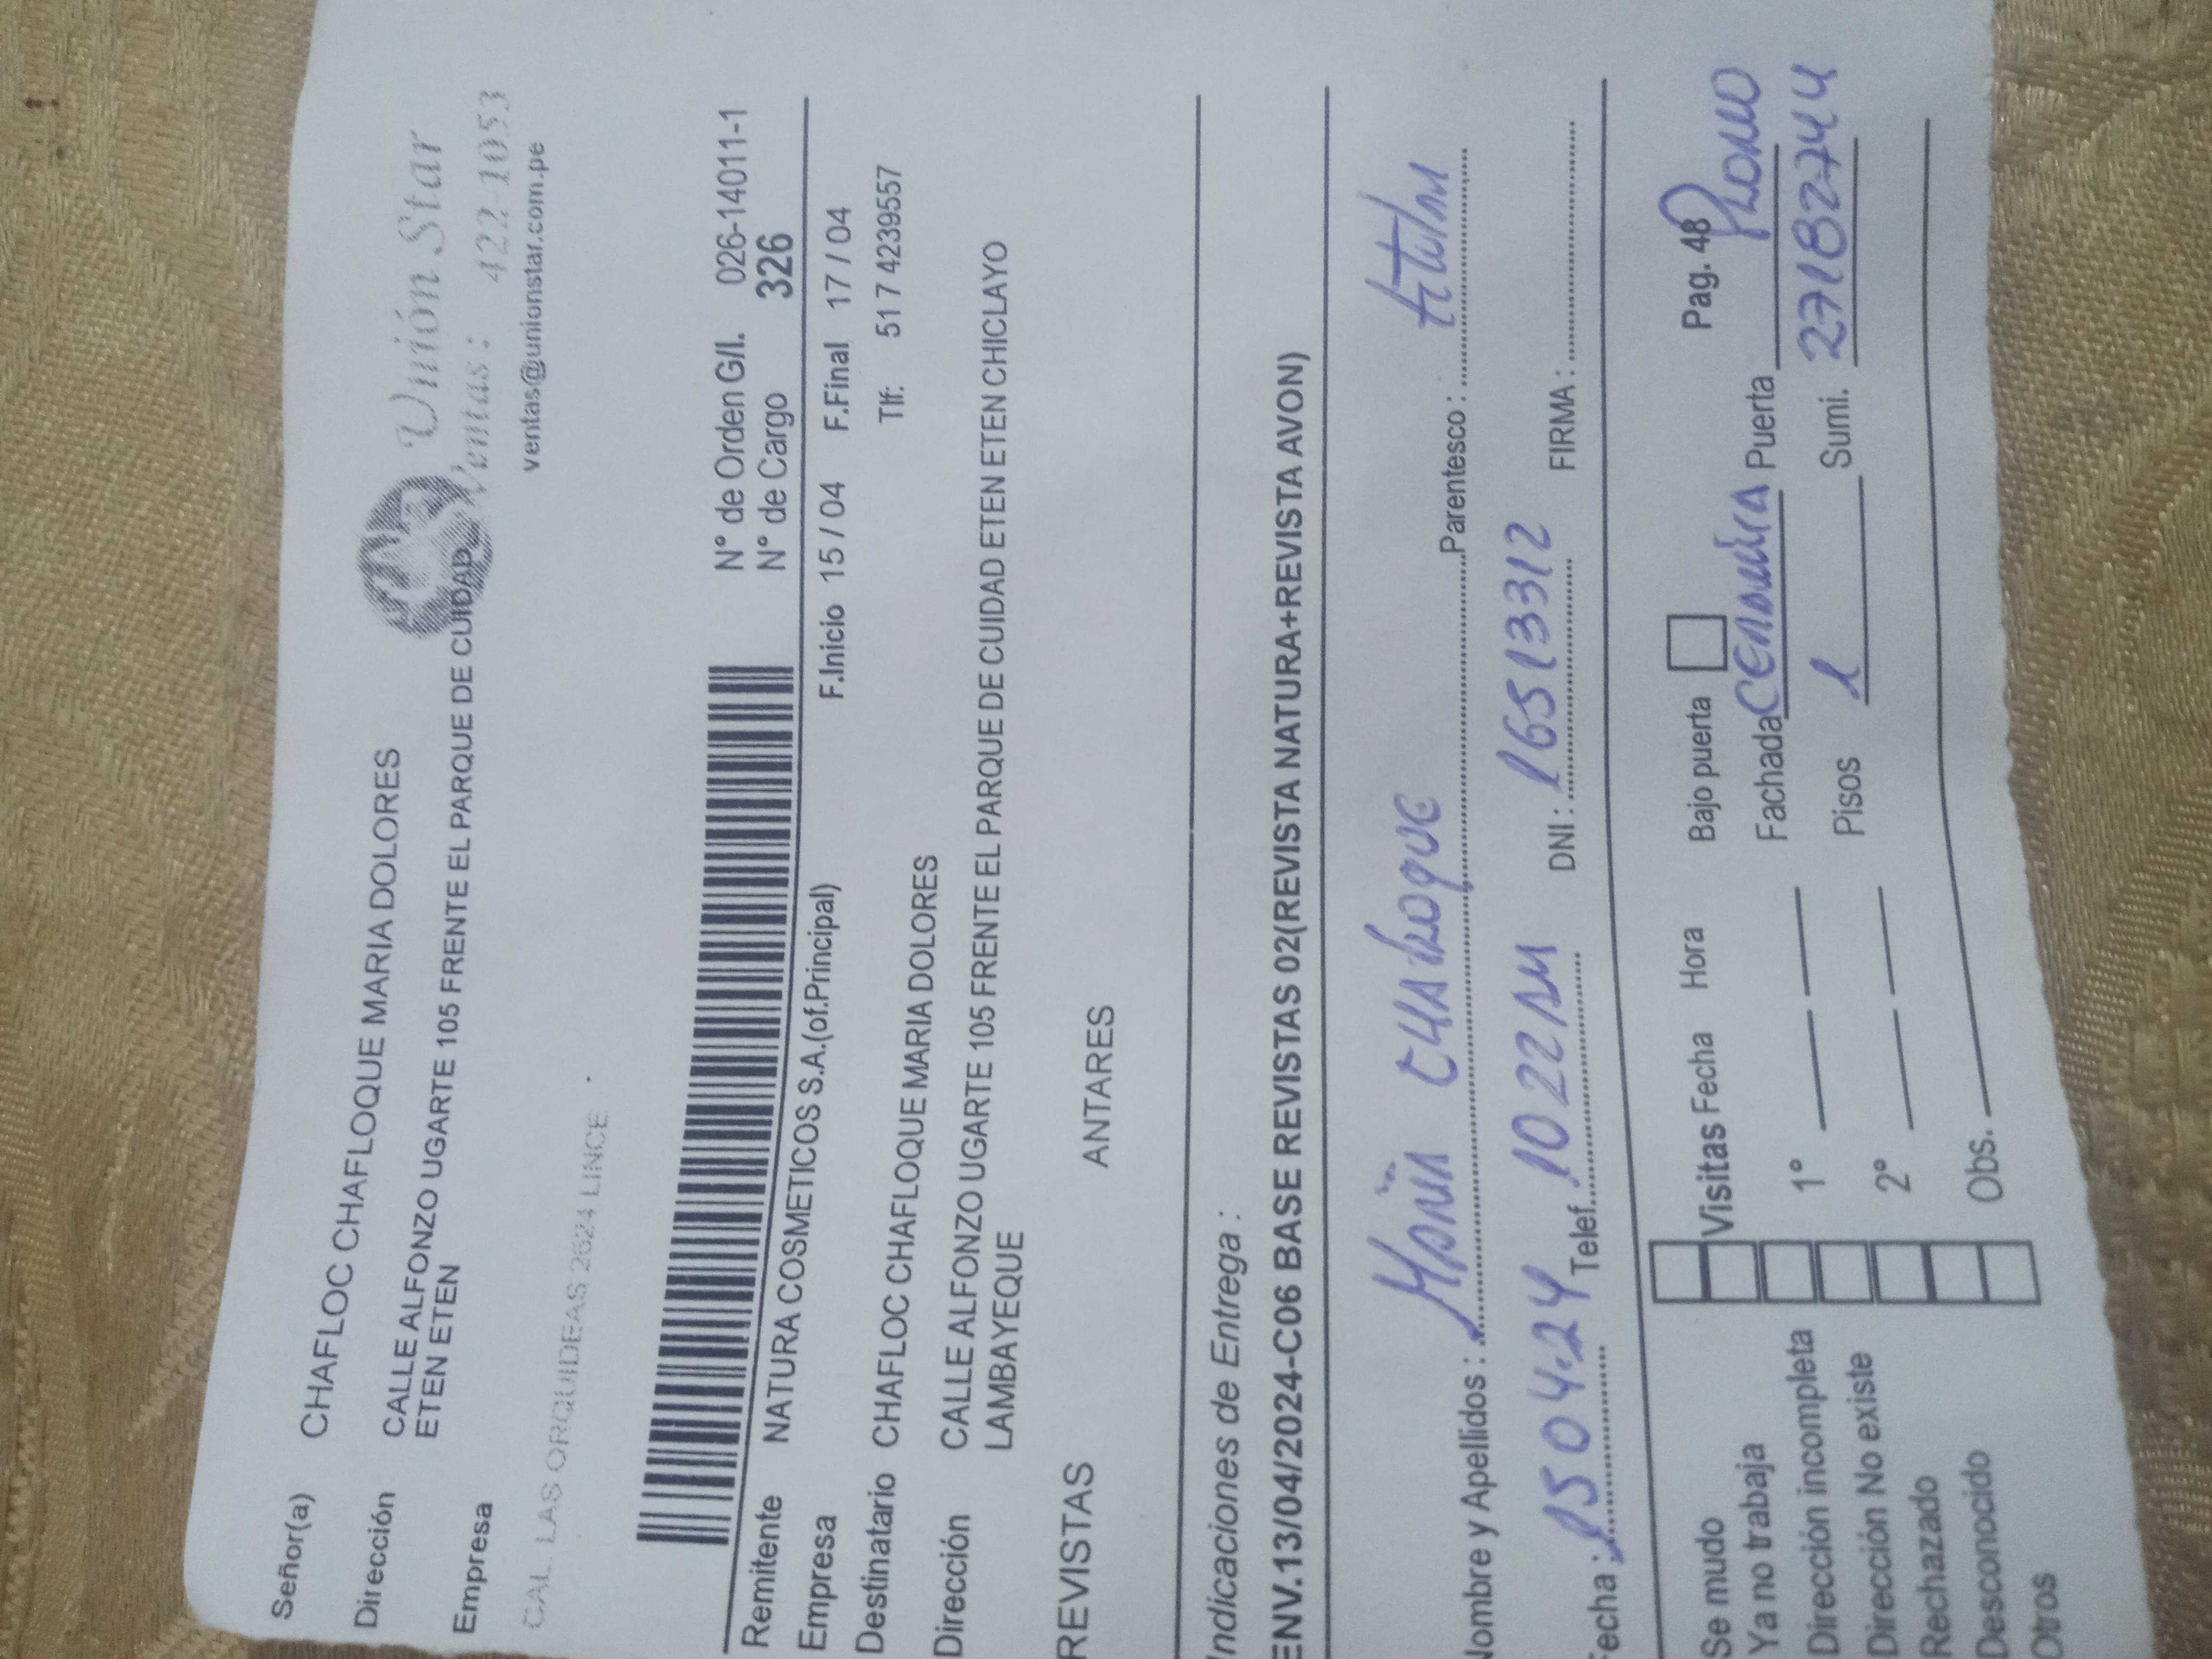 Señor(a) CHAFLOC CHAFLOQUE MARIA DOLORES
Dirección CALLE ALFONZO UGARTE 105 FRENTE EL PARQUE DE CUIDAD
ETEN ETEN
Empresa
Unión Star
Ventas: 422-1053
ventas@unionstar.com.pe
CAL. LAS ORQUIDEAS 2624 LINCE
N° de Orden G/I. 026-14011-1
N° de Cargo 326
Remitente NATURA COSMETICOS S.A.(of.Principal) F.Inicio 15 / 04 F.Final 17 / 04
Empresa
Tlf: 51 7 4239557
Destinatario CHAFLOC CHAFLOQUE MARIA DOLORES
Dirección CALLE ALFONZO UGARTE 105 FRENTE EL PARQUE DE CUIDAD ETEN ETEN CHICLAYO
LAMBAYEQUE
REVISTAS ANTARES
Indicaciones de Entrega :
ENV.13/04/2024-C06 BASE REVISTAS 02(REVISTA NATURA+REVISTA AVON)
Nombre y Apellidos : María CHAFLOQUE Parentesco : titular
Fecha : 150424 Telef. 1022AM DNI : 16513312 FIRMA :
Se mudo
Ya no trabaja
Dirección incompleta
Dirección No existe
Rechazado
Desconocido
Otros
Visitas Fecha Hora
1°
2°
Obs.
Bajo puerta Pag. 48
Fachada CERAMICA Puerta
Pisos 1 Sumi. 27182744